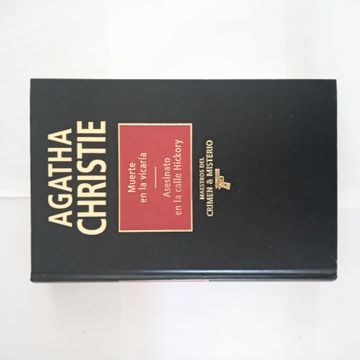 AGATHA
CHRISTIE
Muerte
en la vicaría
Asesinato
en la calle Hickory
MAESTROS DEL
CRIMEN & MISTERIO